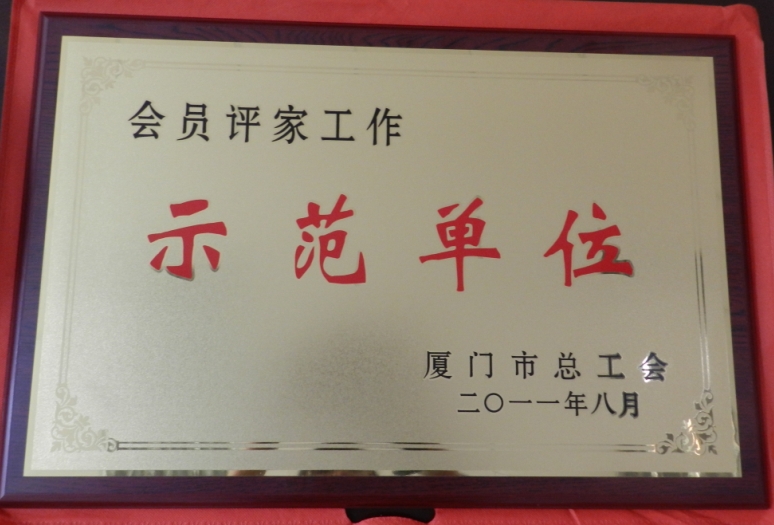 会员评家工作
示范单位
厦门市总工会
二〇一一年八月